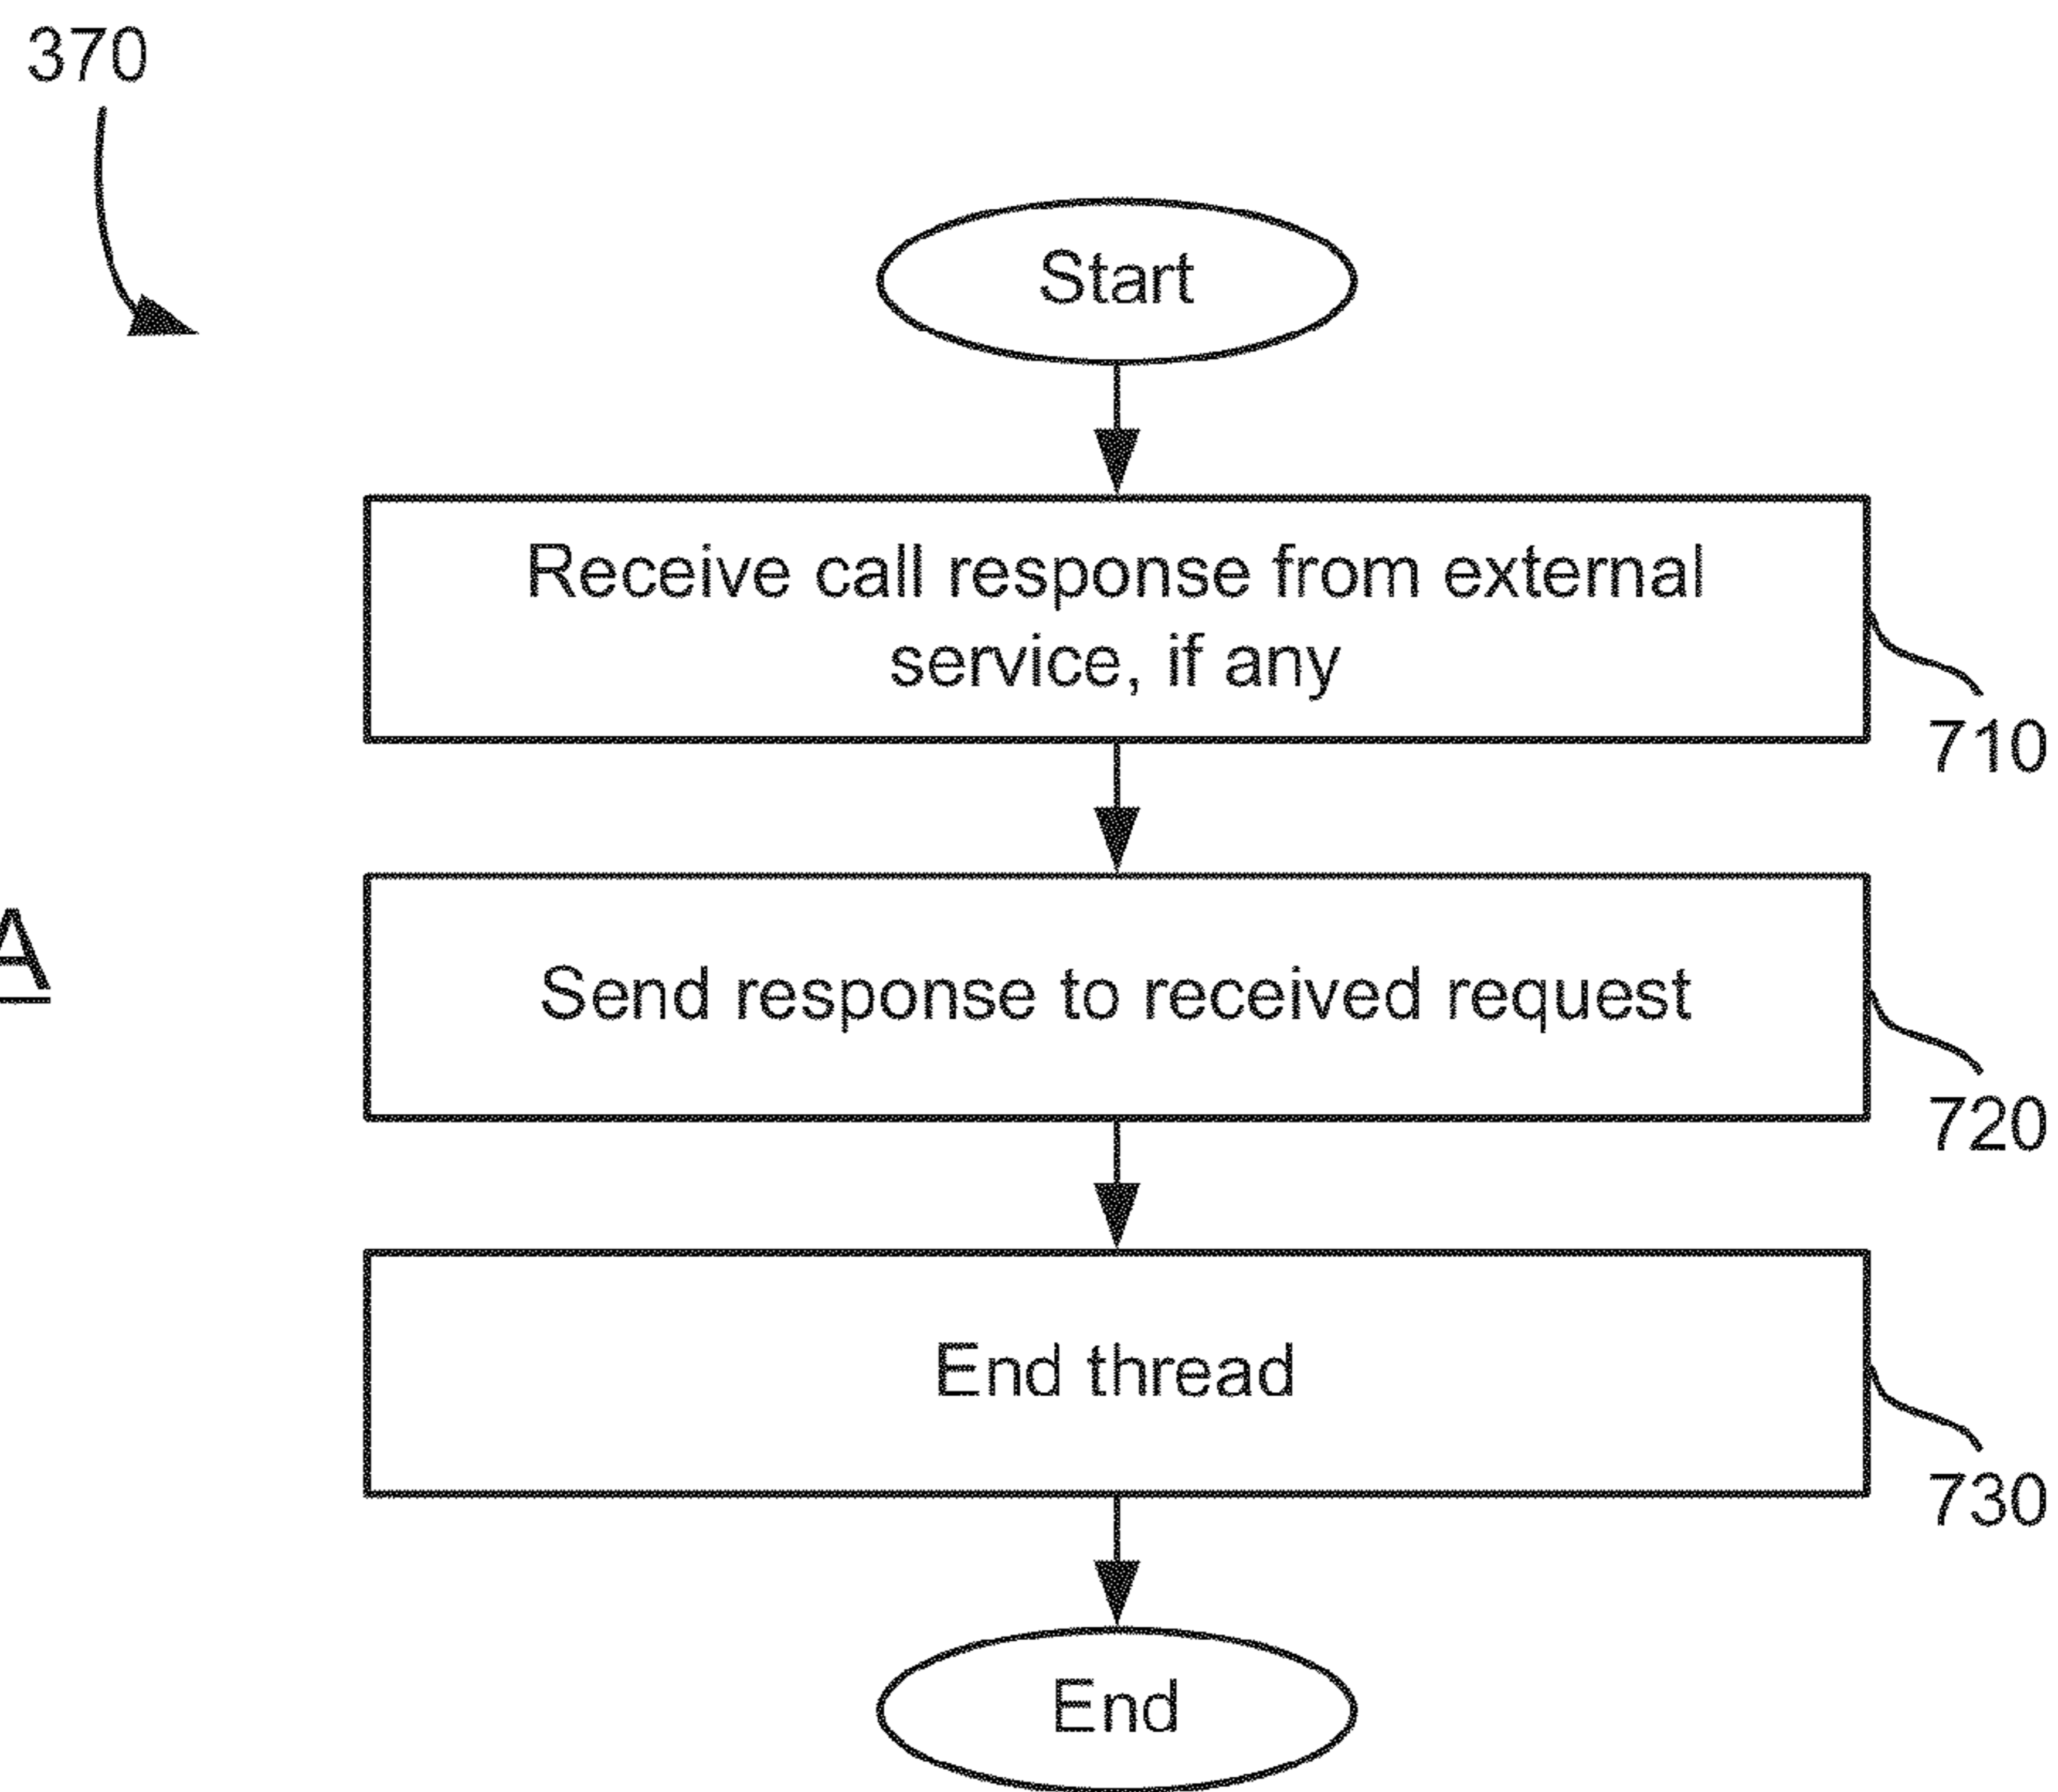 370
Start
Receive call response from external
service, if any
710
A
Send response to received request
720
End thread
730
End